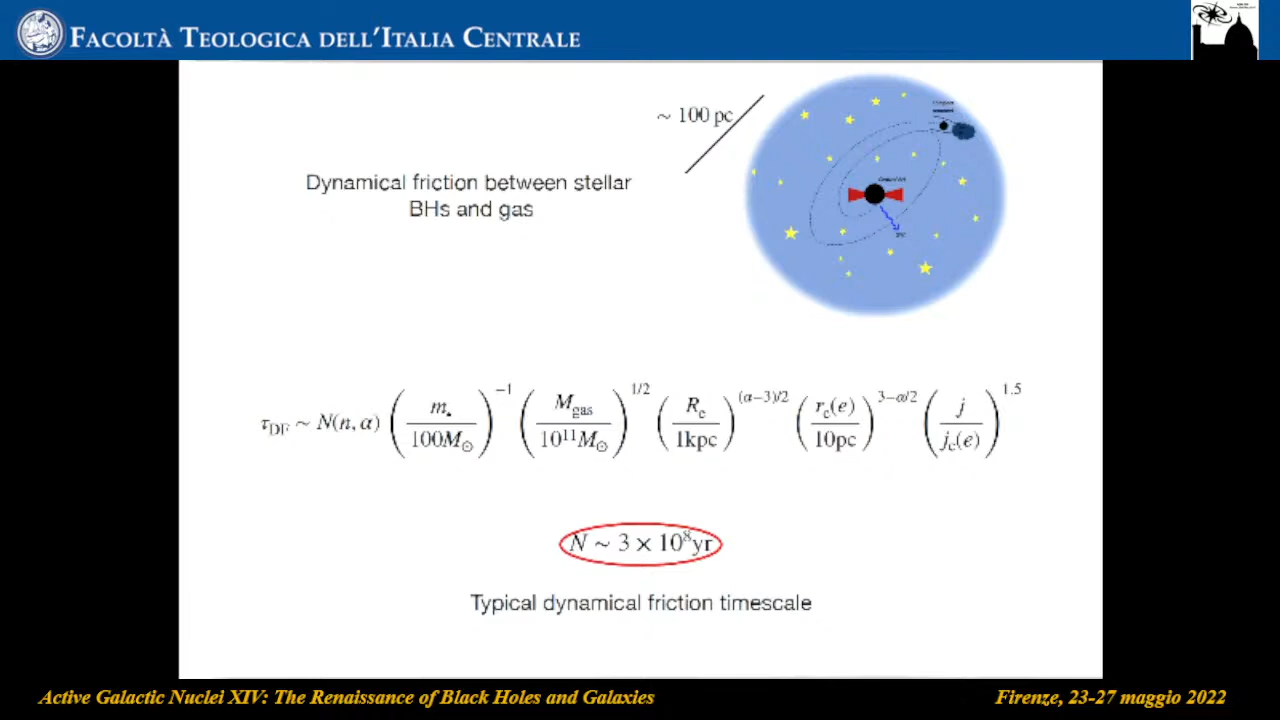 FACOLTÀ TEOLOGICA DELL'ITALIA CENTRALE
~ 100 pc
Dynamical friction between stellar
BHs and gas
τ_DF ~ N(n, α) (m_• / 100M_⊙)^−1 (M_gas / 10^11 M_⊙)^1/2 (R_e / 1kpc)^(α−3)/2 (r_c(e) / 10pc)^3−α/2 (j / j_c(e))^1.5
N ~ 3 × 10^8 yr
Typical dynamical friction timescale
Active Galactic Nuclei XIV: The Renaissance of Black Holes and Galaxies
Firenze, 23-27 maggio 2022